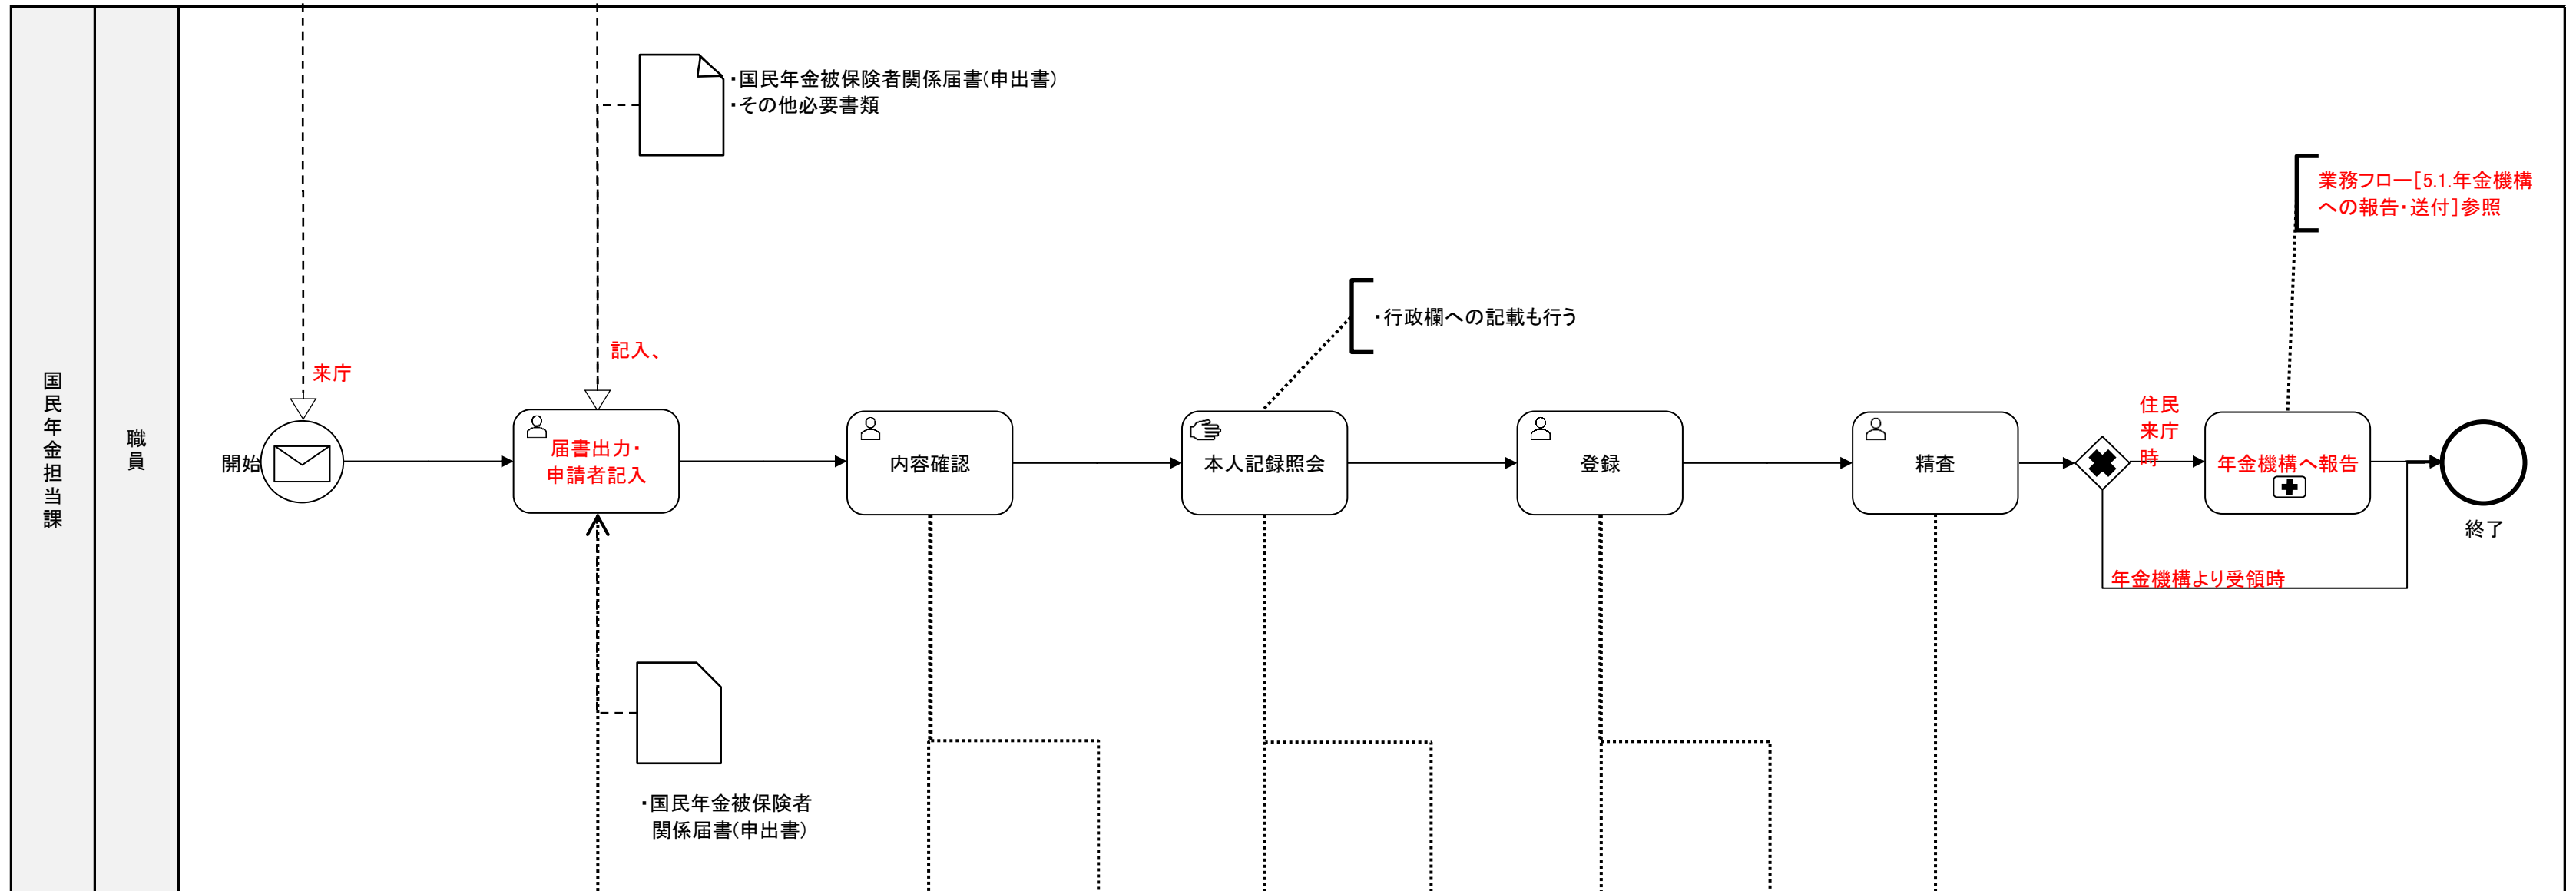 国民年金担当課
職員
・国民年金被保険者関係届書(申出書)
・その他必要書類
業務フロー[5.1.年金機構
への報告・送付]参照
・行政欄への記載も行う
来庁
記入、
開始
届書出力・
申請者記入
内容確認
本人記録照会
登録
精査
住民
来庁
時
年金機構へ報告
終了
年金機構より受領時
・国民年金被保険者
関係届書(申出書)